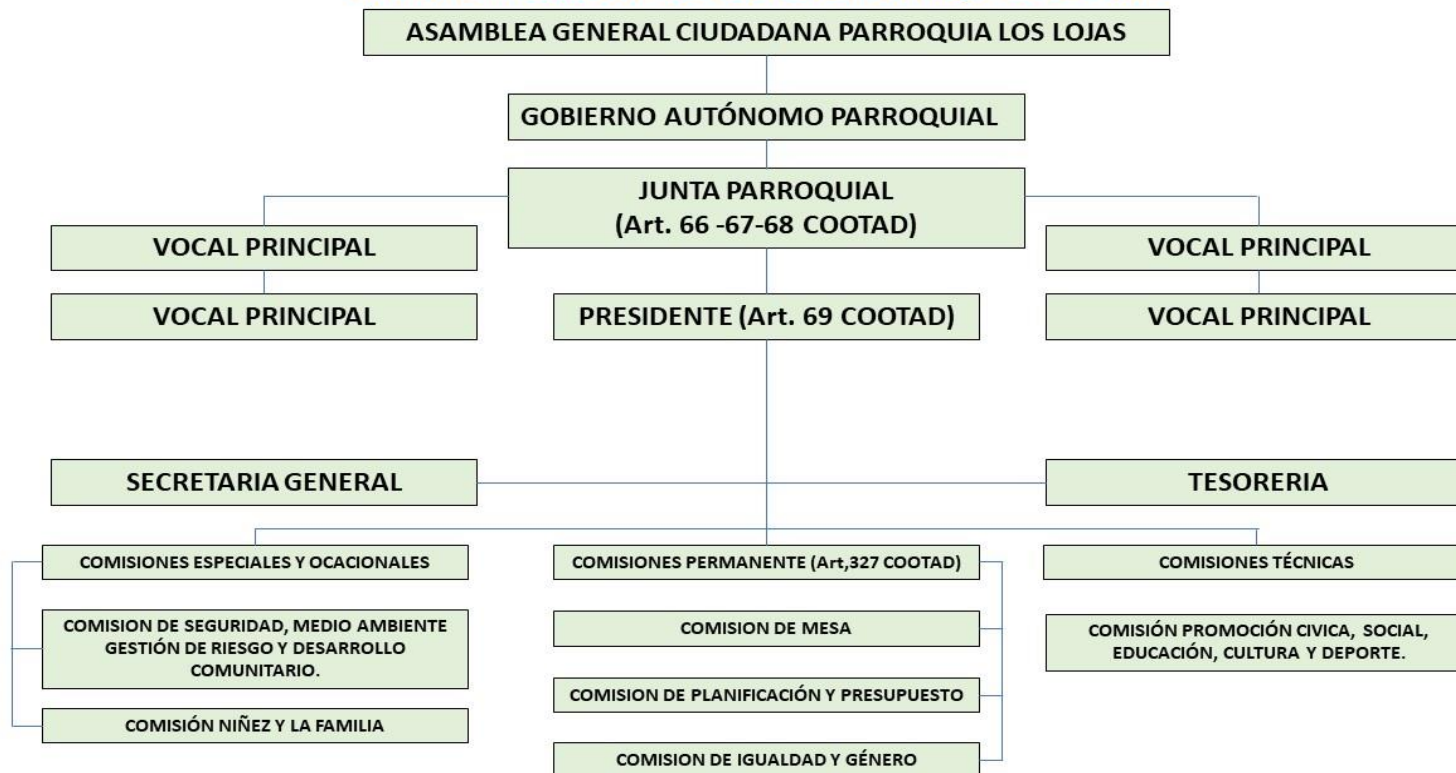 ASAMBLEA GENERAL CIUDADANA PARROQUIA LOS LOJAS
GOBIERNO AUTÓNOMO PARROQUIAL
JUNTA PARROQUIAL
(Art. 66 -67-68 COOTAD)
VOCAL PRINCIPAL
VOCAL PRINCIPAL
VOCAL PRINCIPAL
PRESIDENTE (Art. 69 COOTAD)
VOCAL PRINCIPAL
SECRETARIA GENERAL
TESORERIA
COMISIONES ESPECIALES Y OCACIONALES
COMISION DE SEGURIDAD, MEDIO AMBIENTE
GESTIÓN DE RIESGO Y DESARROLLO
COMUNITARIO.
COMISIÓN NIÑEZ Y LA FAMILIA
COMISIONES PERMANENTE (Art,327 COOTAD)
COMISION DE MESA
COMISION DE PLANIFICACIÓN Y PRESUPUESTO
COMISION DE IGUALDAD Y GÉNERO
COMISIONES TÉCNICAS
COMISIÓN PROMOCIÓN CIVICA, SOCIAL,
EDUCACIÓN, CULTURA Y DEPORTE.